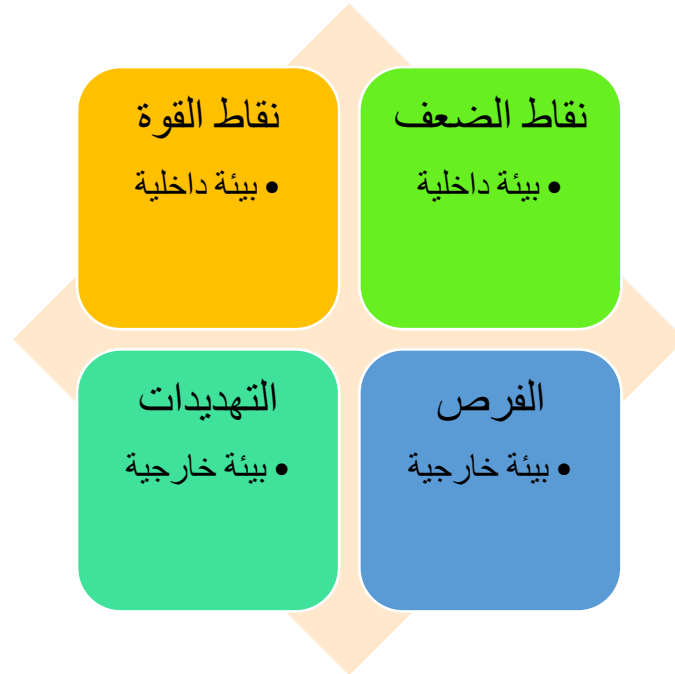 نقاط الضعف
• بيئة داخلية
نقاط القوة
• بيئة داخلية
الفرص
• بيئة خارجية
التهديدات
• بيئة خارجية